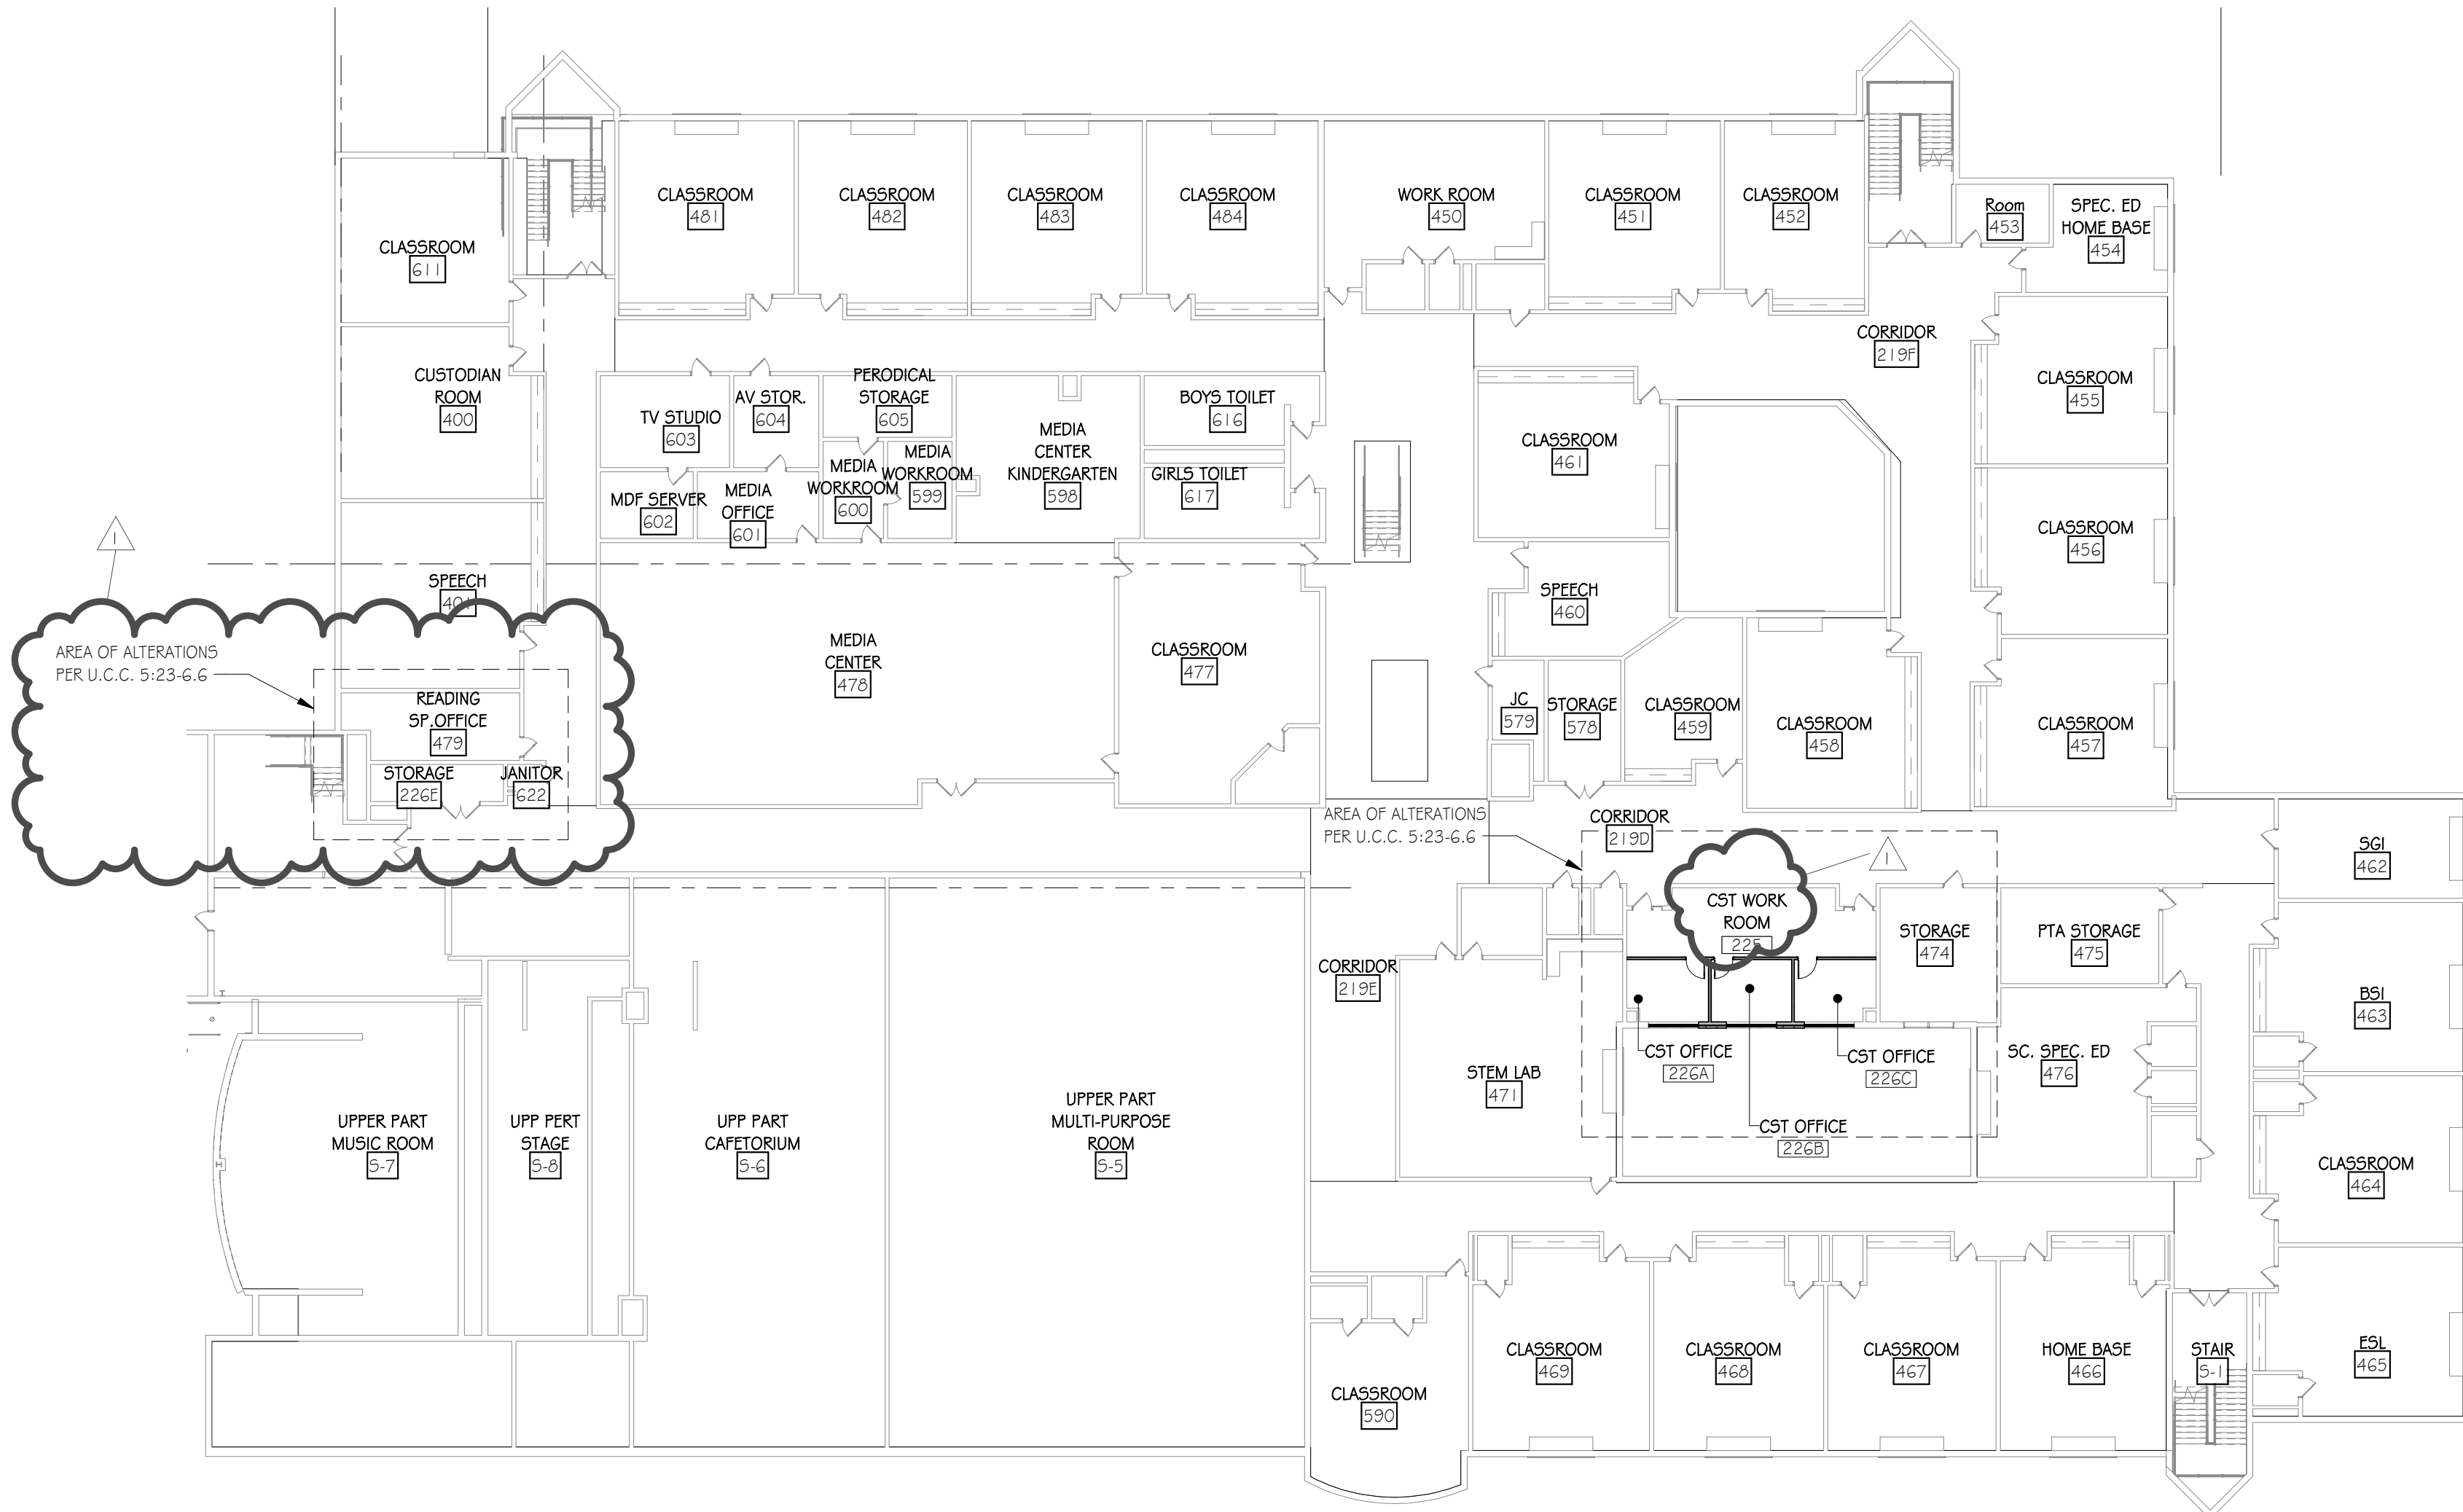 CLASSROOM
481
CLASSROOM
482
CLASSROOM
483
CLASSROOM
484
WORK ROOM
450
CLASSROOM
451
CLASSROOM
452
Room
453
SPEC. ED
HOME BASE
454
CLASSROOM
611
CORRIDOR
219F
CUSTODIAN
ROOM
400
TV STUDIO
603
AV STOR.
604
PERODICAL
STORAGE
605
BOYS TOILET
616
CLASSROOM
455
MEDIA
CENTER
KINDERGARTEN
598
CLASSROOM
461
MDF SERVER
602
MEDIA
OFFICE
601
MEDIA
WORKROOM
600
MEDIA
WORKROOM
599
GIRLS TOILET
617
CLASSROOM
456
1
SPEECH
401
SPEECH
460
AREA OF ALTERATIONS
PER U.C.C. 5:23-6.6
MEDIA
CENTER
478
CLASSROOM
477
READING
SP.OFFICE
479
JC
579
STORAGE
578
CLASSROOM
459
CLASSROOM
458
CLASSROOM
457
STORAGE
226E
JANITOR
622
AREA OF ALTERATIONS
PER U.C.C. 5:23-6.6
CORRIDOR
219D
1
SGI
462
CST WORK
ROOM
225
STORAGE
474
PTA STORAGE
475
CORRIDOR
219E
BSI
463
CST OFFICE
226A
CST OFFICE
226C
SC. SPEC. ED
476
STEM LAB
471
UPPER PART
MUSIC ROOM
S-7
UPP PERT
STAGE
S-8
UPP PART
CAFETORIUM
S-6
UPPER PART
MULTI-PURPOSE
ROOM
S-5
CST OFFICE
226B
CLASSROOM
464
CLASSROOM
590
CLASSROOM
469
CLASSROOM
468
CLASSROOM
467
HOME BASE
466
STAIR
S-1
ESL
465